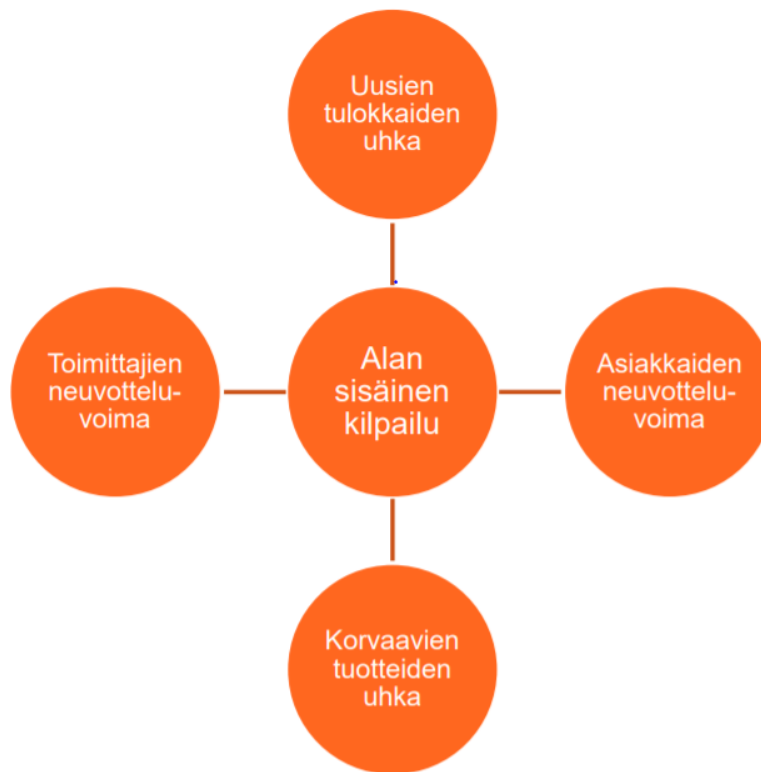 Uusien
tulokkaiden
uhka
Toimittajien
neuvottelu-
voima
Alan
sisäinen
kilpailu
Asiakkaiden
neuvottelu-
voima
Korvaavien
tuotteiden
uhka